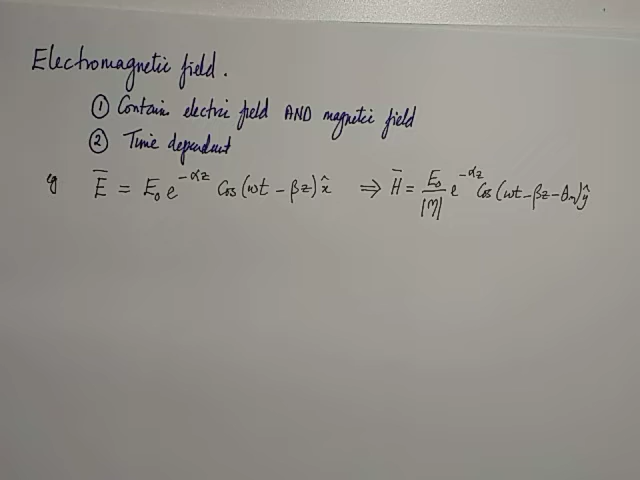 Electromagnetic field.
① Contain electric field AND magnetic field
② Time dependent
eg E̅ = E₀ e^{-αz} Cos(ωt - βz) x̂ ⇒ H̅ = E₀/|η| e^{-αz} Cos(ωt - βz - θₙ) ŷ